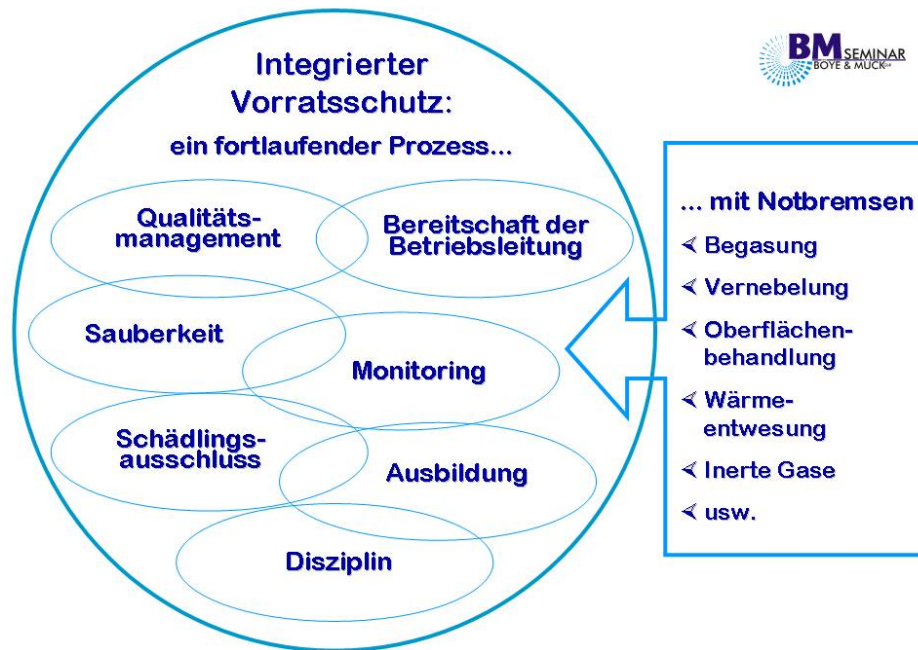 Integrierter
Vorratsschutz:
ein fortlaufender Prozess...
Qualitäts-
management
Bereitschaft der
Betriebsleitung
Sauberkeit
Monitoring
Schädlings-
ausschluss
Ausbildung
Disziplin
BM SEMINAR
BOYE & MUCK
... mit Notbremsen
Begasung
Vernebelung
Oberflächen-
behandlung
Wärme-
entwesung
Inerte Gase
usw.